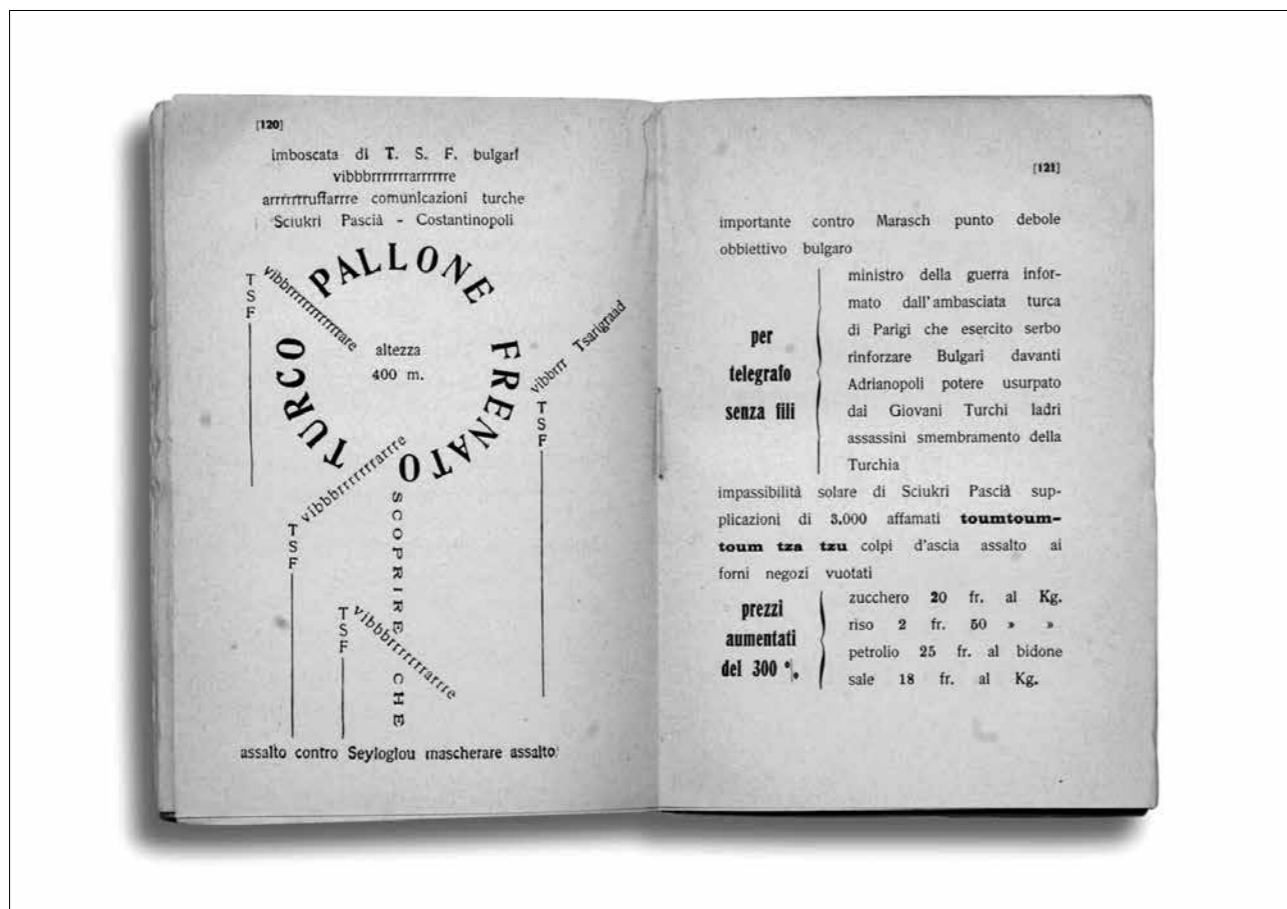 [120]
imboscata di T. S. F. bulgari
vibbbrrrrrrrarrrrrre
arrrrrruffarrre comunicazioni turche
Sciukri Pascià - Costantinopoli
TURCO PALLONE FRENATO
altezza
400 m.
TSF
vibbrrrrrrrrrrrrrrare
TSF
vibbrrr Tsarigraad
TSF
vibbbrrrrrrrarrre
TSF
vibbbrrrrrrrarrre
SCOPRIRE CHE
assalto contro Seyloglou mascherare assalto
[121]
importante contro Marasch punto debole
obbiettivo bulgaro
per
telegrafo
senza fili
ministro della guerra infor-
mato dall'ambasciata turca
di Parigi che esercito serbo
rinforzare Bulgari davanti
Adrianopoli potere usurpato
dai Giovani Turchi ladri
assassini smembramento della
Turchia
impassibilità solare di Sciukri Pascià sup-
plicazioni di 3.000 affamati toumtoum-
toum tza tzu colpi d'ascia assalto ai
forni negozi vuotati
prezzi
aumentati
del 300 %
zucchero 20 fr. al Kg.
riso 2 fr. 50 » »
petrolio 25 fr. al bidone
sale 18 fr. al Kg.